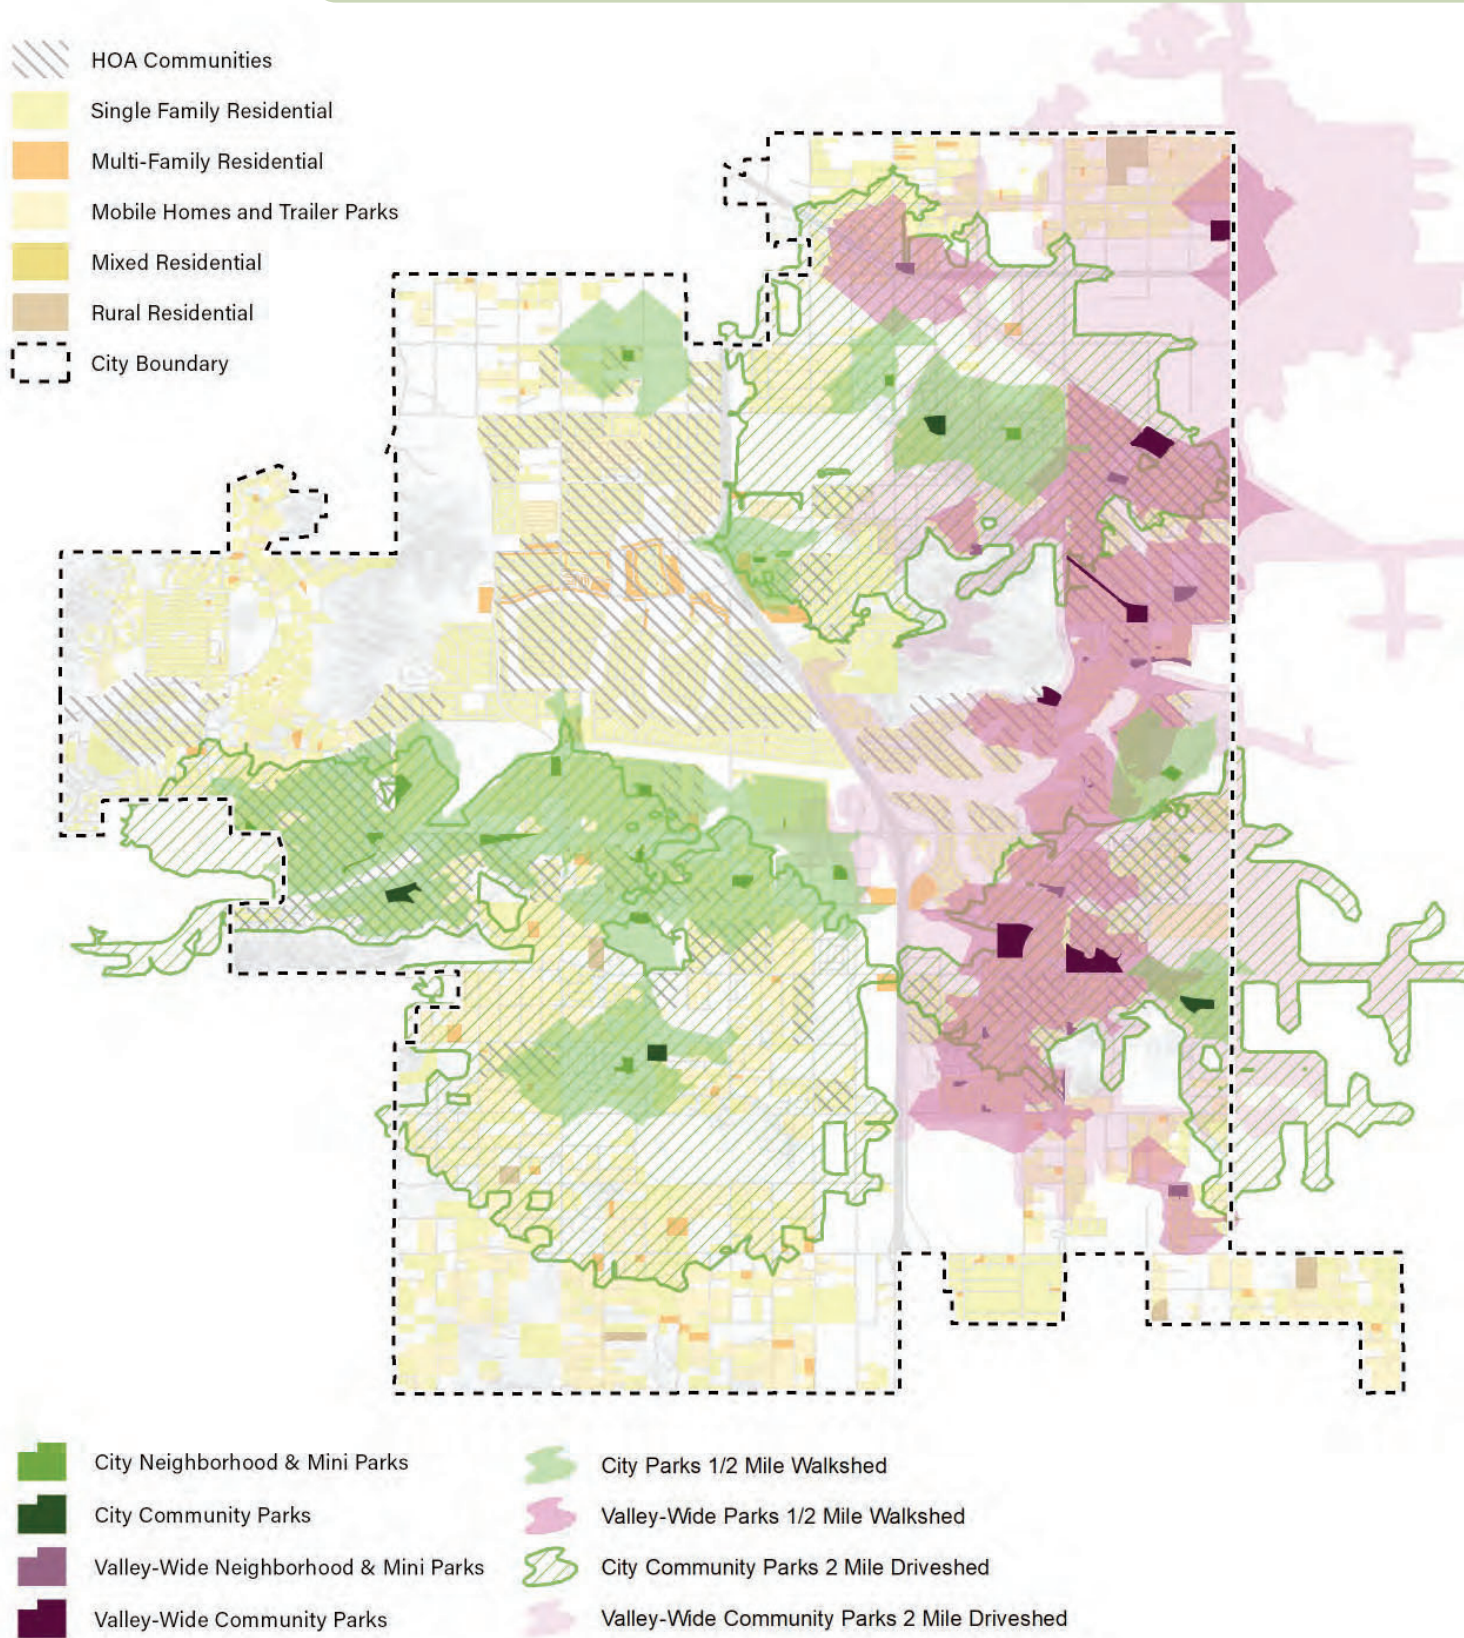 HOA Communities
Single Family Residential
Multi-Family Residential
Mobile Homes and Trailer Parks
Mixed Residential
Rural Residential
City Boundary
City Neighborhood & Mini Parks
City Community Parks
Valley-Wide Neighborhood & Mini Parks
Valley-Wide Community Parks
City Parks 1/2 Mile Walkshed
Valley-Wide Parks 1/2 Mile Walkshed
City Community Parks 2 Mile Driveshed
Valley-Wide Community Parks 2 Mile Driveshed